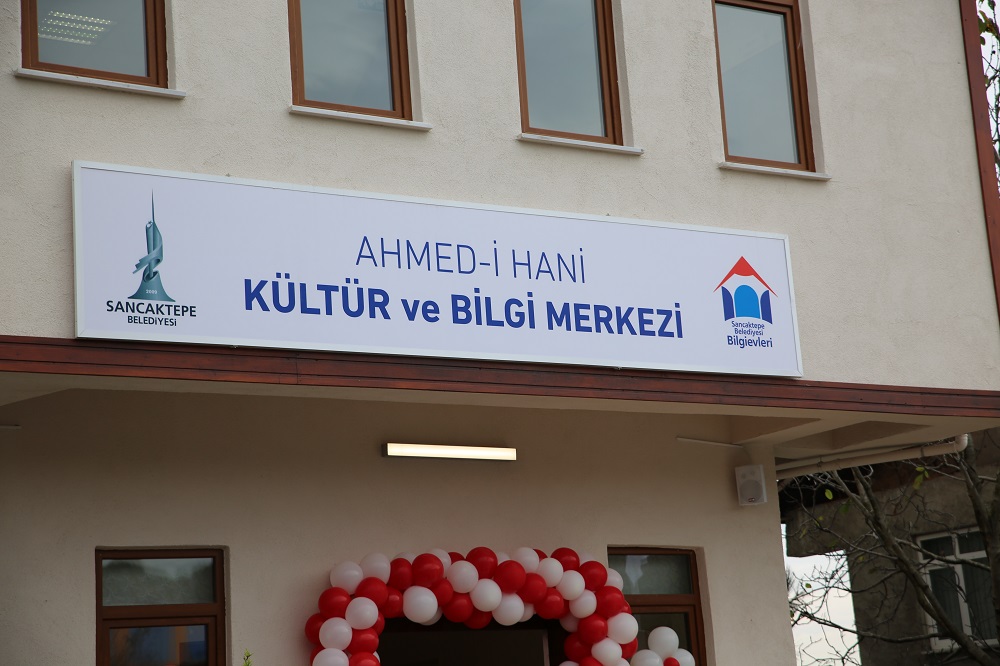 AHMED-İ HANİ
KÜLTÜR ve BİLGİ MERKEZİ
SANCAKTEPE
BELEDİYESİ
Sancaktepe
Belediyesi
Bilgievleri